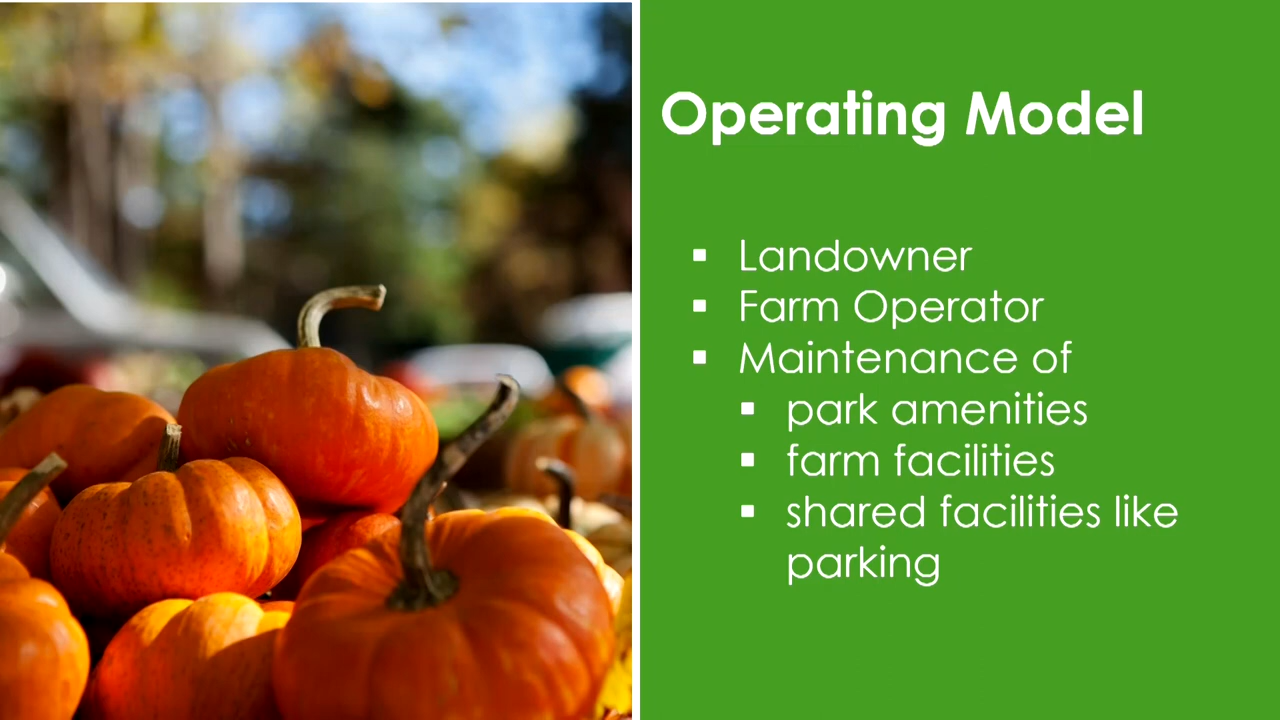 Operating Model
▪ Landowner
▪ Farm Operator
▪ Maintenance of
▪ park amenities
▪ farm facilities
▪ shared facilities like
parking